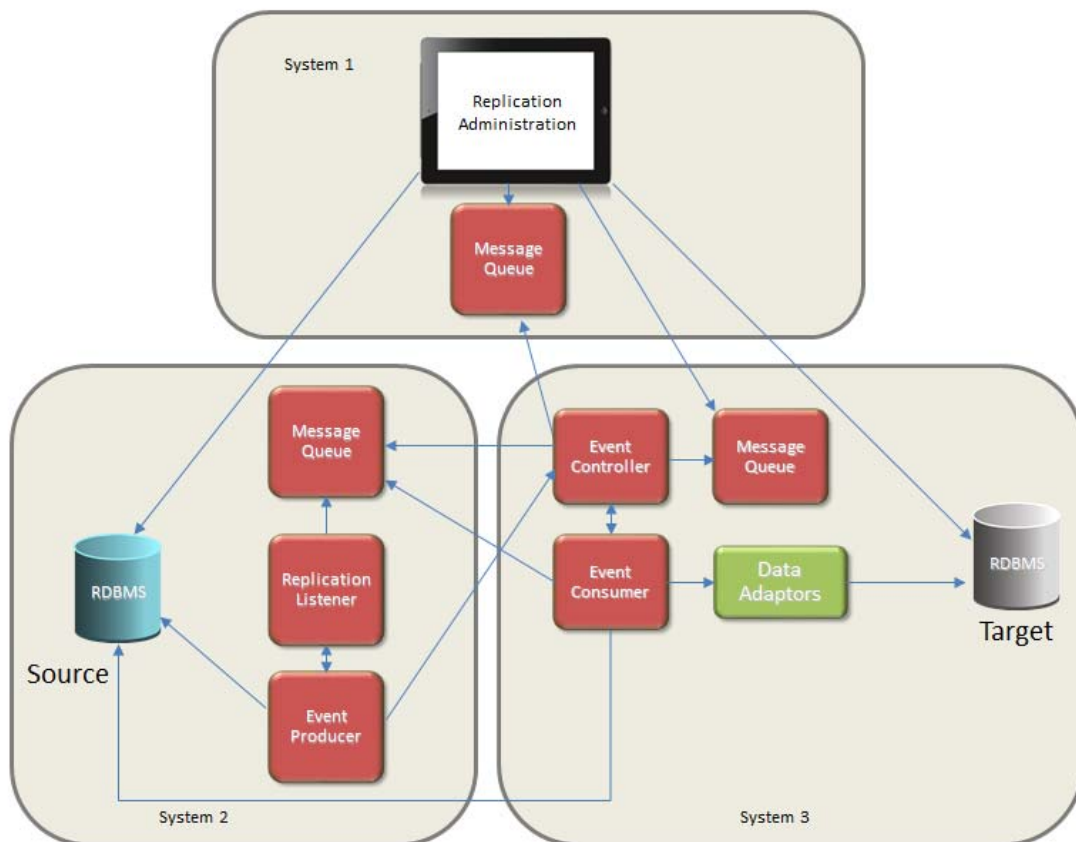 System 1
Replication
Administration
Message
Queue
Message
Queue
Event
Controller
Message
Queue
RDBMS
Source
Replication
Listener
Event
Consumer
Data
Adaptors
RDBMS
Target
Event
Producer
System 2
System 3